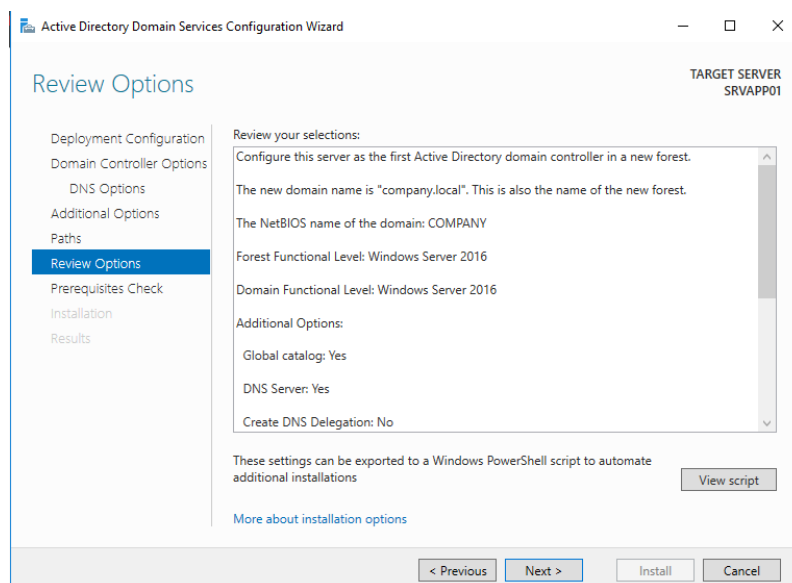 Active Directory Domain Services Configuration Wizard
Review Options
TARGET SERVER
SRVAPP01
Deployment Configuration
Domain Controller Options
DNS Options
Additional Options
Paths
Review Options
Prerequisites Check
Installation
Results
Review your selections:
Configure this server as the first Active Directory domain controller in a new forest.
The new domain name is "company.local". This is also the name of the new forest.
The NetBIOS name of the domain: COMPANY
Forest Functional Level: Windows Server 2016
Domain Functional Level: Windows Server 2016
Additional Options:
Global catalog: Yes
DNS Server: Yes
Create DNS Delegation: No
These settings can be exported to a Windows PowerShell script to automate
additional installations
View script
More about installation options
< Previous
Next >
Install
Cancel